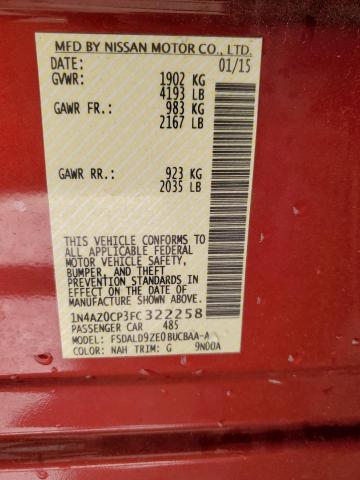 MFD BY NISSAN MOTOR CO., LTD.
DATE: 01/15
GVWR: 1902 KG
4193 LB
GAWR FR: 983 KG
2167 LB
GAWR RR: 923 KG
2035 LB
THIS VEHICLE CONFORMS TO
ALL APPLICABLE FEDERAL
MOTOR VEHICLE SAFETY,
BUMPER, AND THEFT
PREVENTION STANDARDS IN
EFFECT ON THE DATE OF
MANUFACTURE SHOWN ABOVE.
1N4AZ0CP3FC322258
PASSENGER CAR 485
MODEL: FSDALD9ZE0BUCBAA-A
COLOR: NAH TRIM: G 9N00A